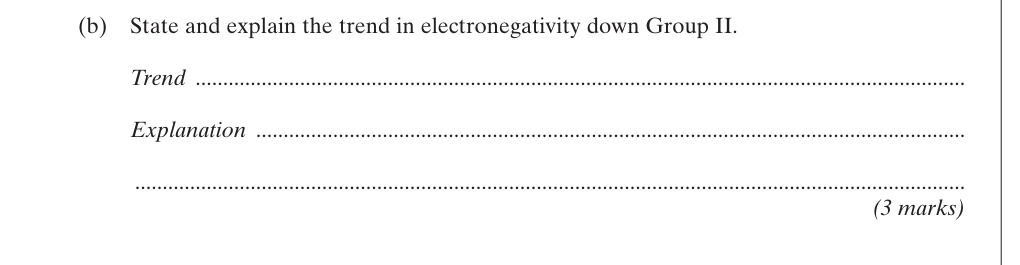 (b) State and explain the trend in electronegativity down Group II.
Trend ..........................................................................................................................................
Explanation ................................................................................................................................
......................................................................................................................................................
(3 marks)